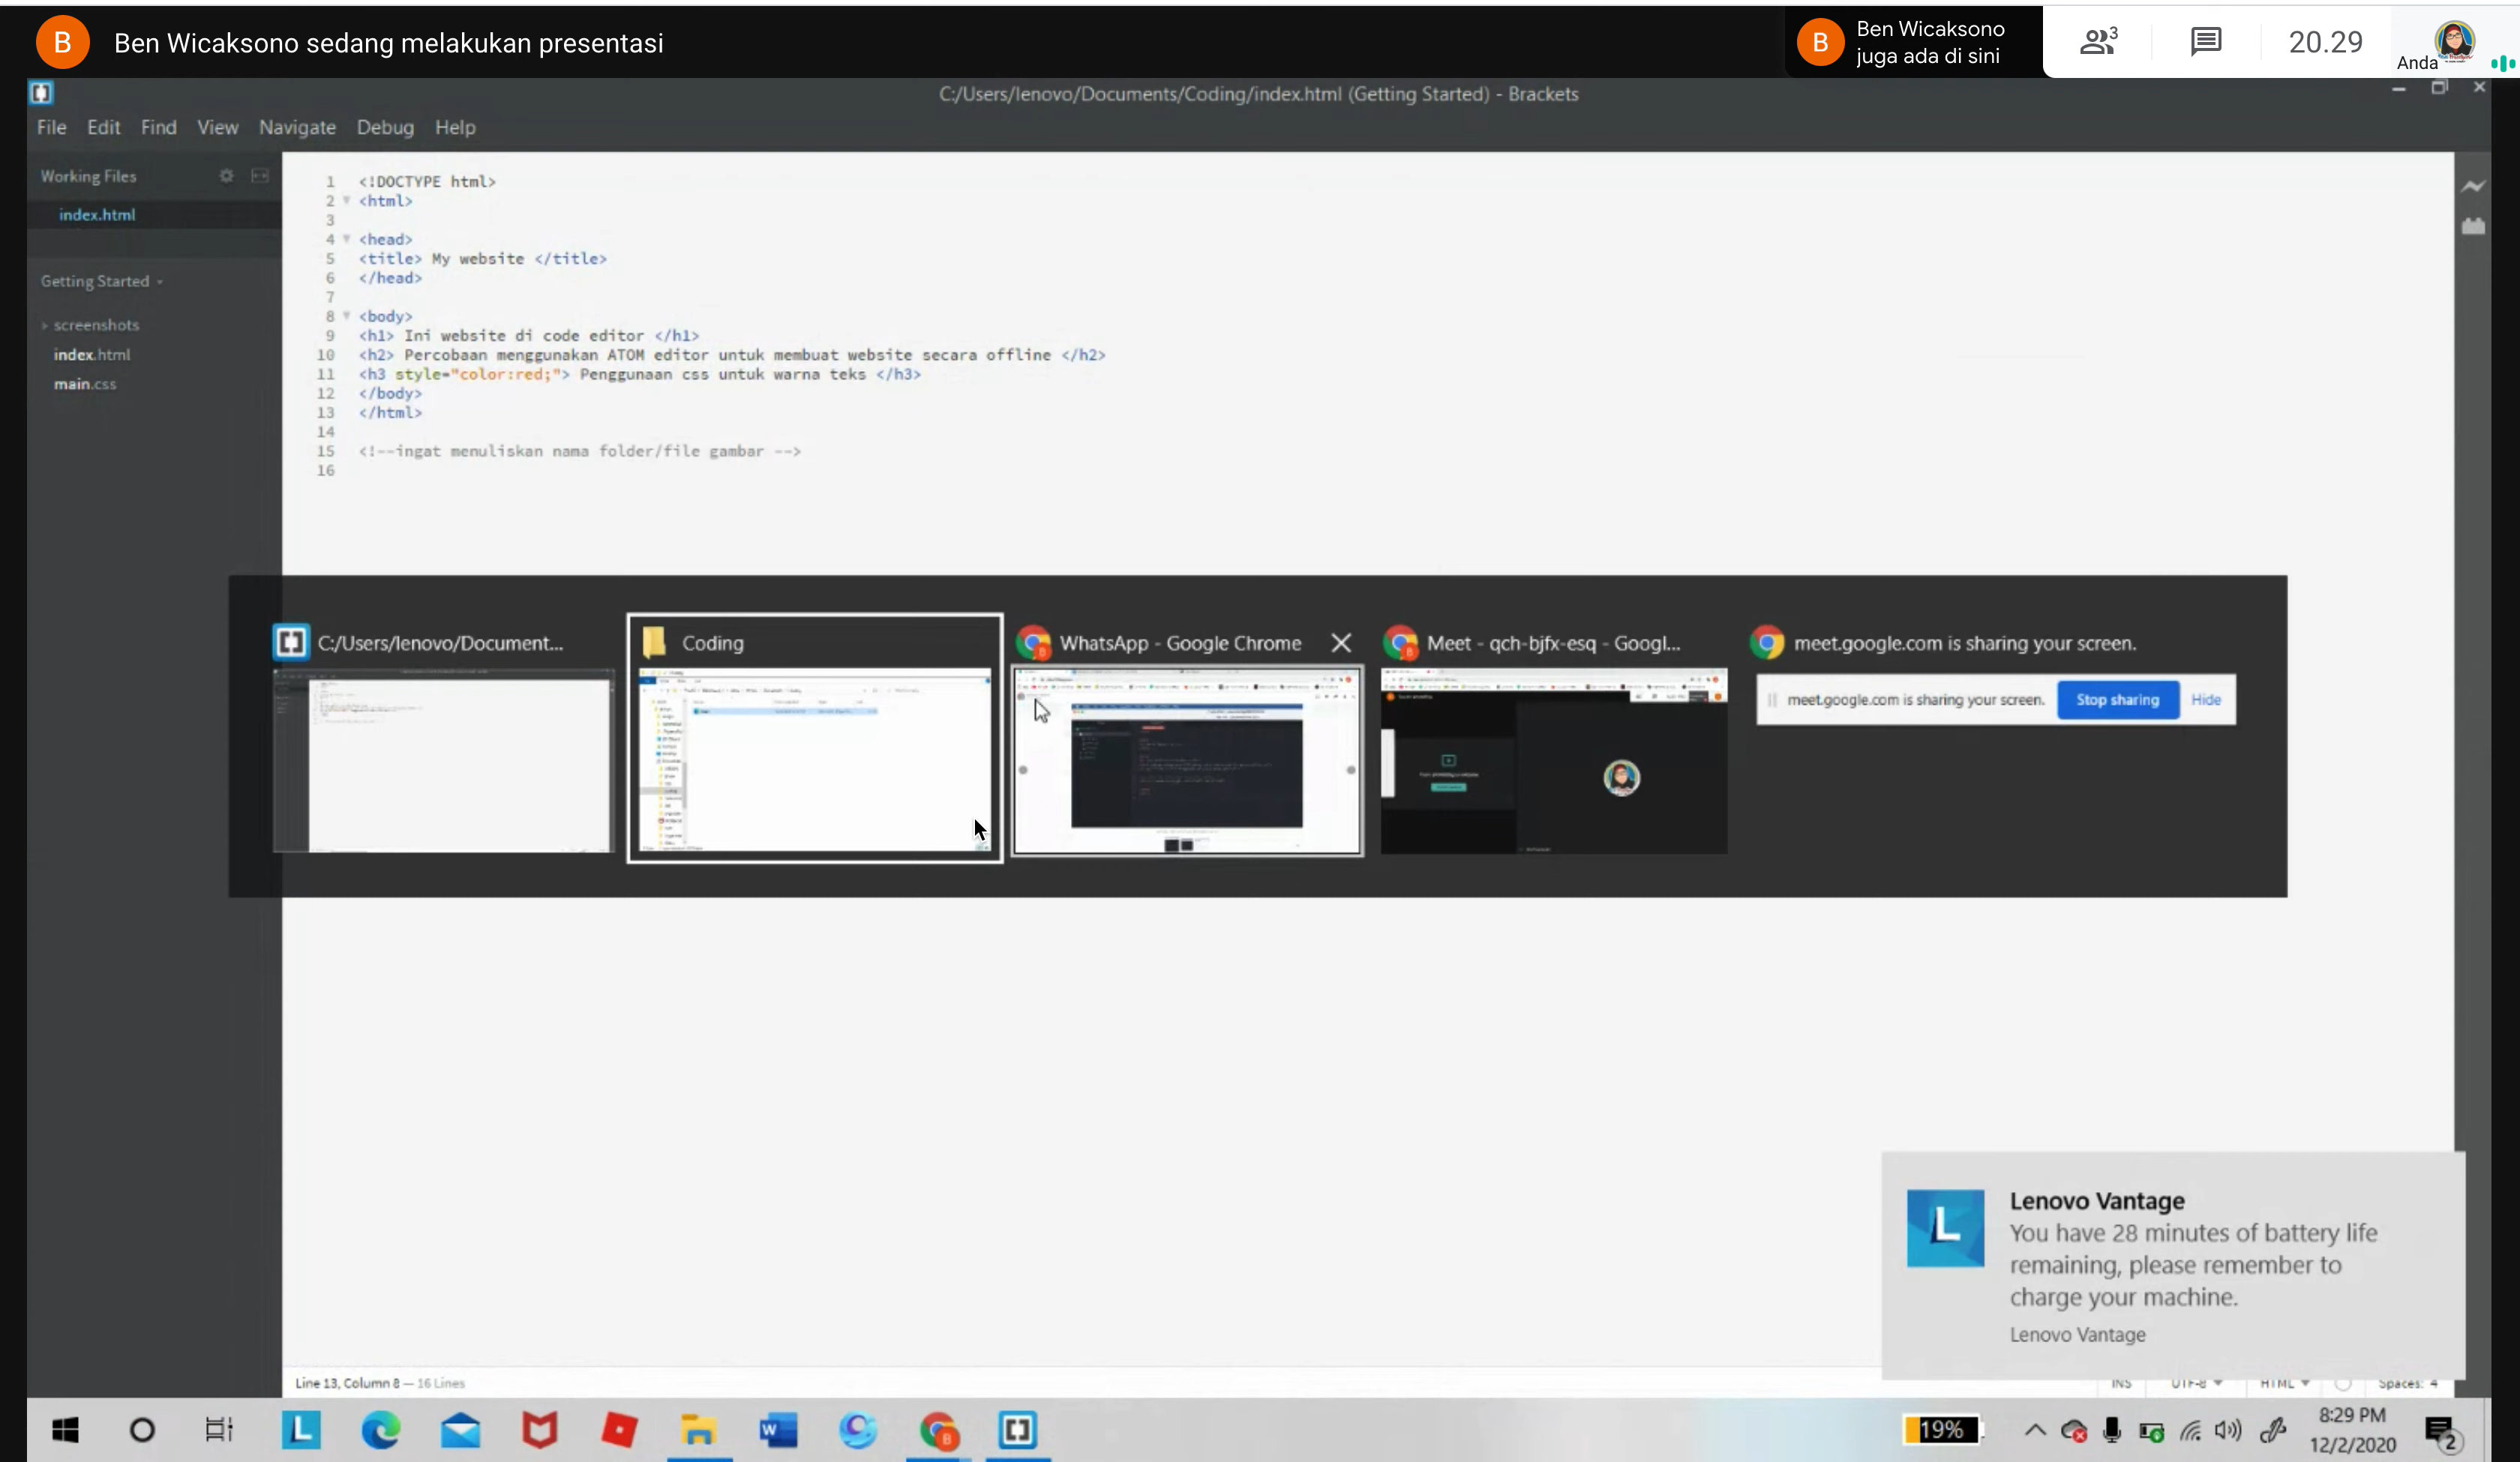 B Ben Wicaksono sedang melakukan presentasi
B Ben Wicaksono
juga ada di sini
3
20.29
Anda
C:/Users/lenovo/Documents/Coding/index.html (Getting Started) - Brackets
File Edit Find View Navigate Debug Help
Working Files
index.html
Getting Started
screenshots
index.html
main.css
1 <!DOCTYPE html>
2 <html>
3
4 <head>
5 <title> My website </title>
6 </head>
7
8 <body>
9 <h1> Ini website di code editor </h1>
10 <h2> Percobaan menggunakan ATOM editor untuk membuat website secara offline </h2>
11 <h3 style="color:red;"> Penggunaan css untuk warna teks </h3>
12 </body>
13 </html>
14
15 <!--ingat menuliskan nama folder/file gambar -->
16
C:/Users/lenovo/Document...
Coding
WhatsApp - Google Chrome
Meet - qch-bjfx-esq - Googl...
meet.google.com is sharing your screen.
meet.google.com is sharing your screen. Stop sharing Hide
Lenovo Vantage
You have 28 minutes of battery life
remaining, please remember to
charge your machine.
Lenovo Vantage
Line 13, Column 8 — 16 Lines
INS UTF-8 HTML Spaces: 4
19%
8:29 PM
12/2/2020
2